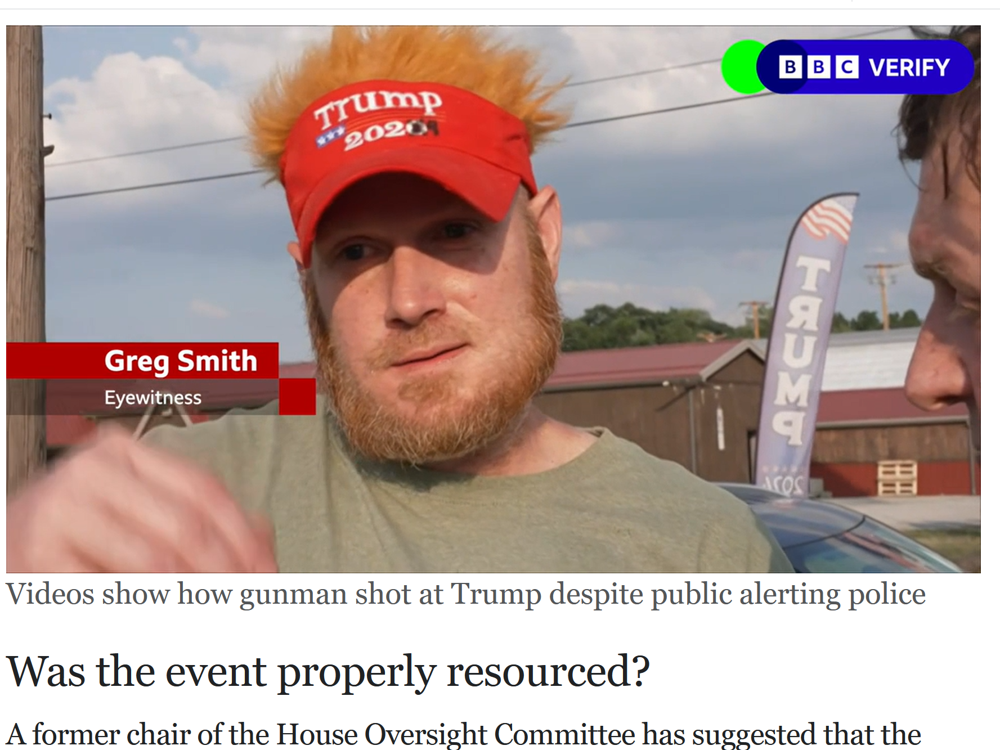 BBC VERIFY
Trump
2024
TRUMP
2024
Greg Smith
Eyewitness
Videos show how gunman shot at Trump despite public alerting police
Was the event properly resourced?
A former chair of the House Oversight Committee has suggested that the